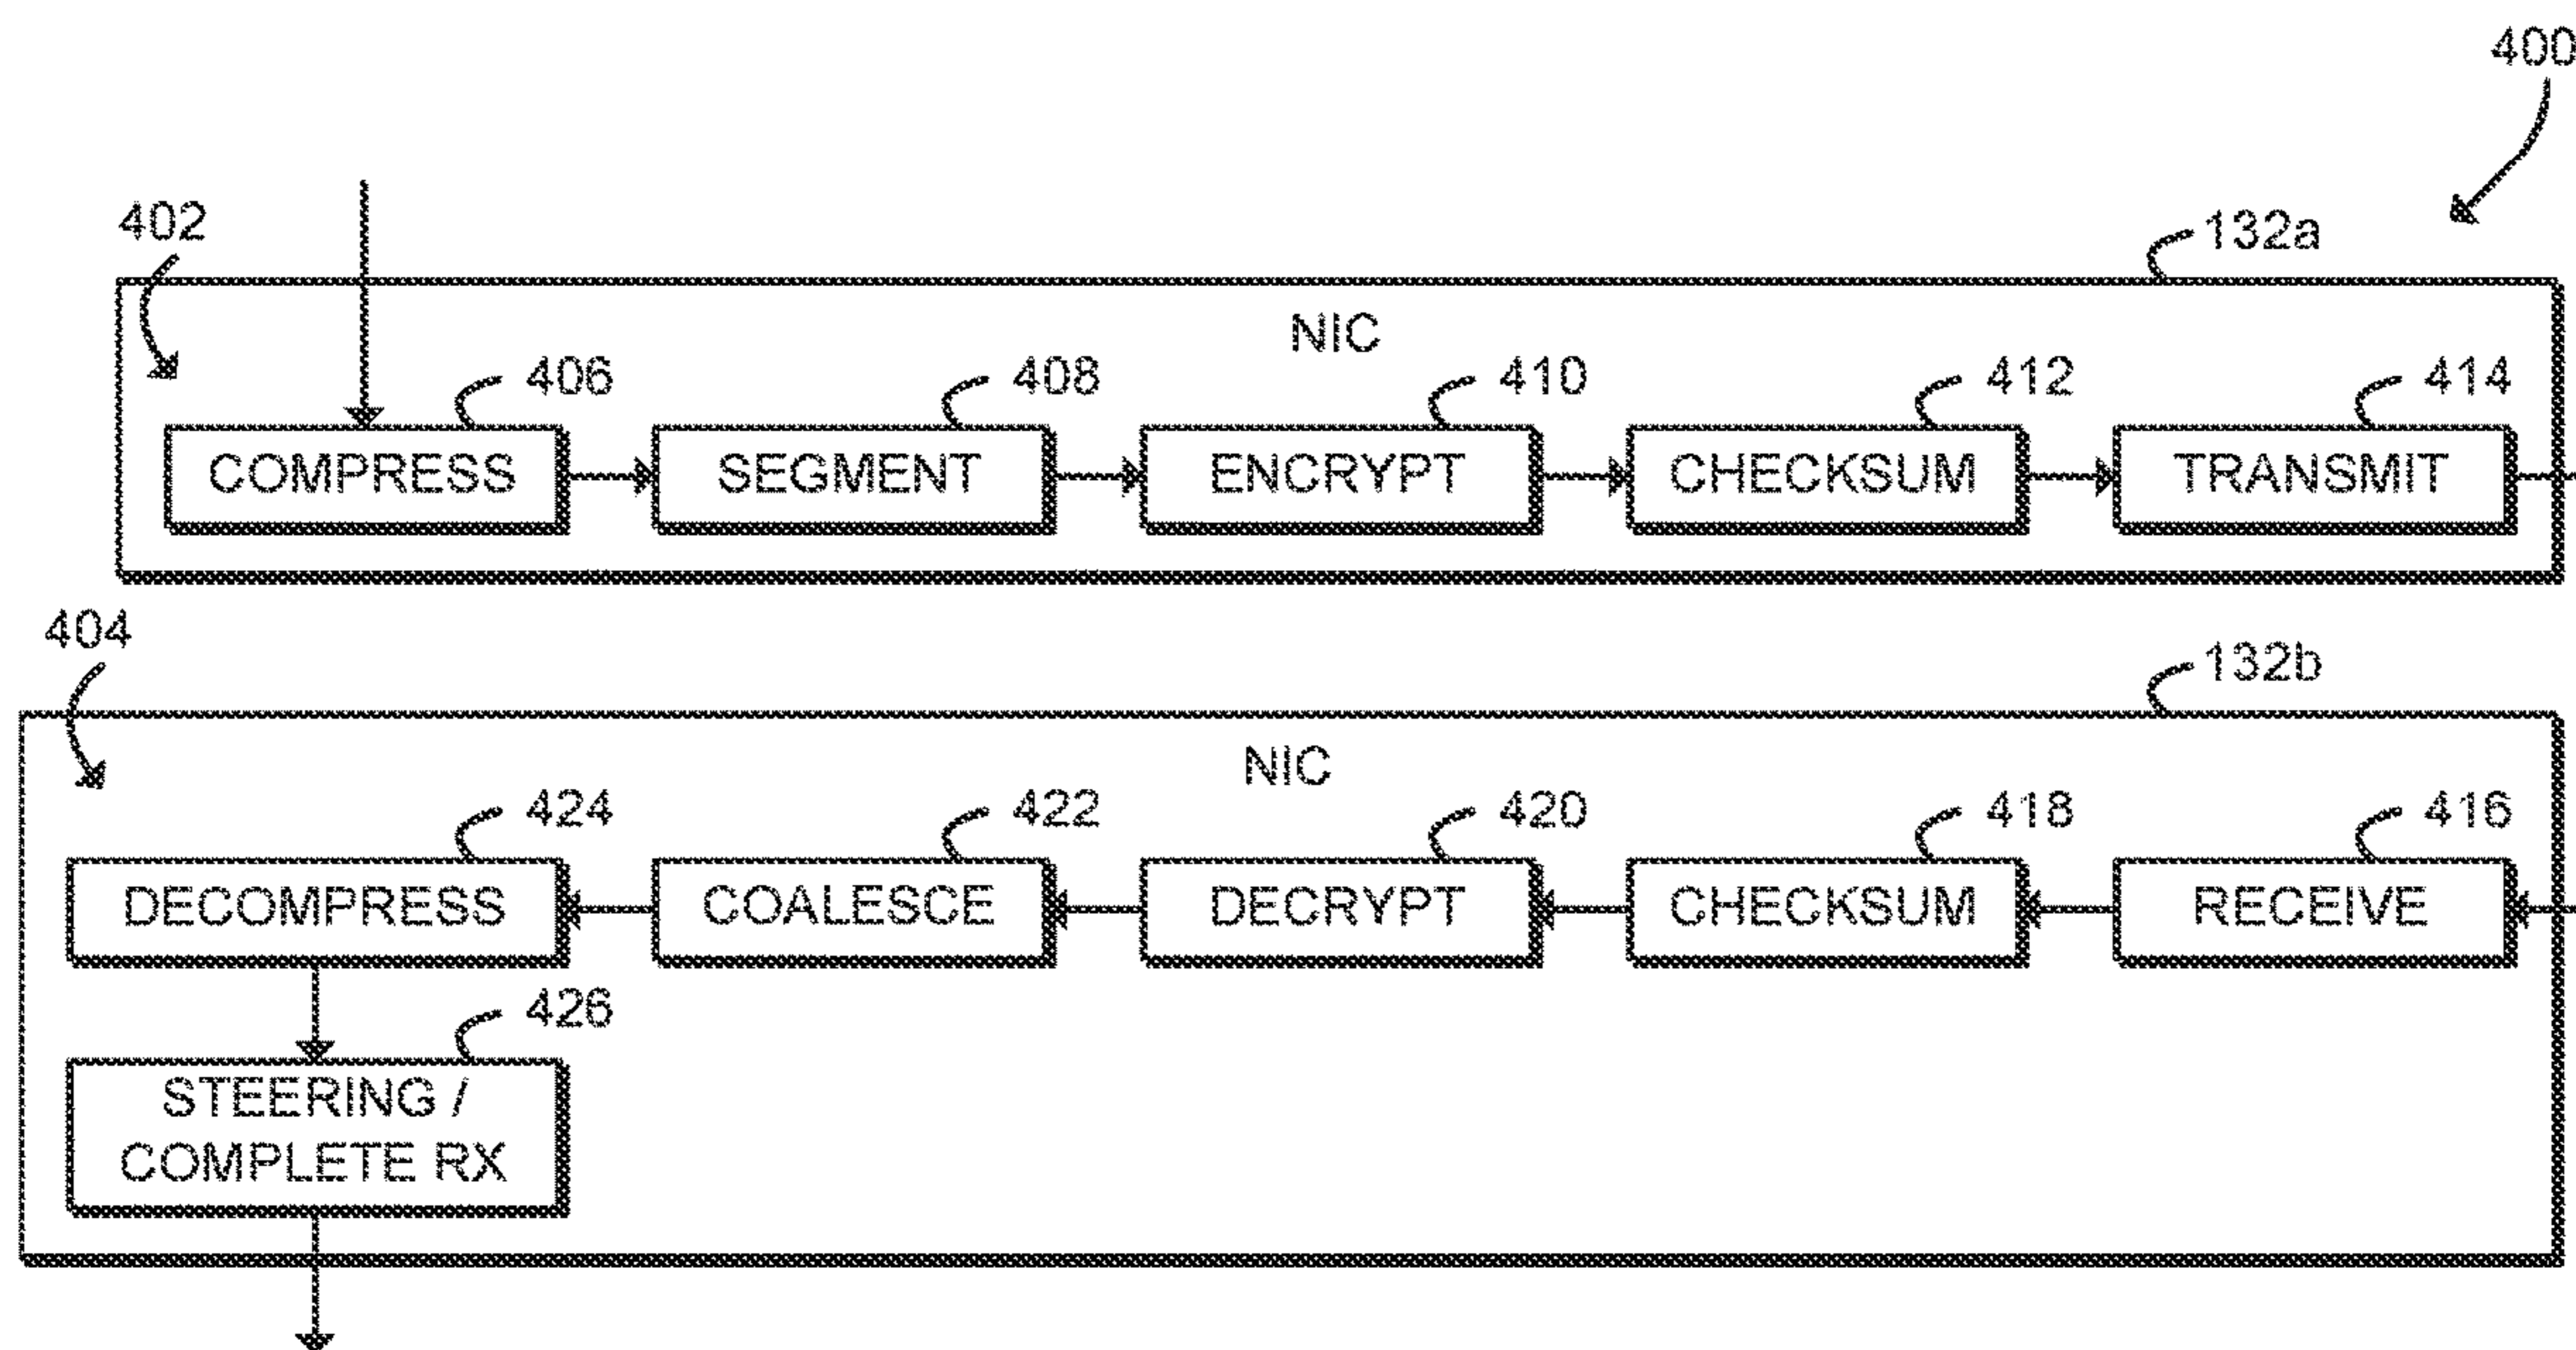 400
402
132a
NIC
406
408
410
412
414
COMPRESS
SEGMENT
ENCRYPT
CHECKSUM
TRANSMIT
404
132b
NIC
424
422
420
418
416
DECOMPRESS
COALESCE
DECRYPT
CHECKSUM
RECEIVE
426
STEERING /
COMPLETE RX